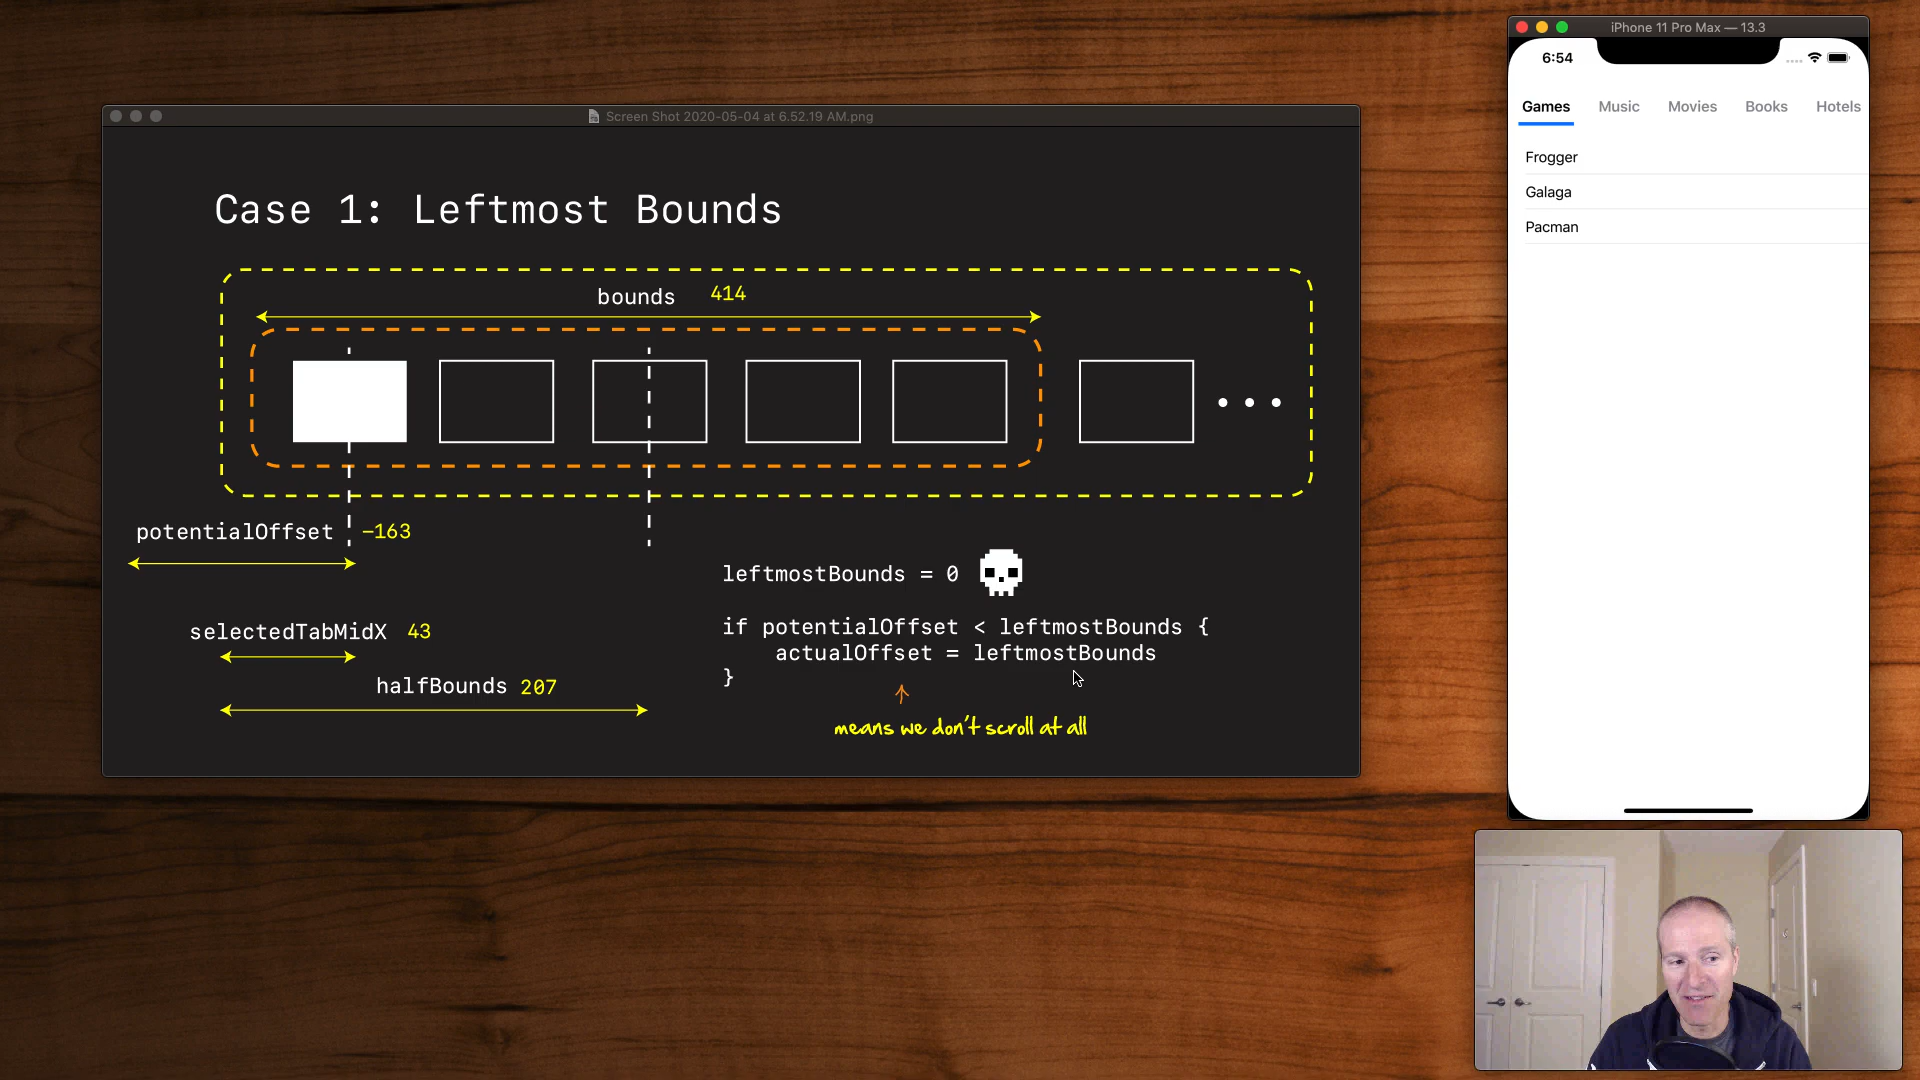 Screen Shot 2020-05-04 at 6.52.19 AM.png
Case 1: Leftmost Bounds
bounds 414
potentialOffset -163
leftmostBounds = 0
if potentialOffset < leftmostBounds {
actualOffset = leftmostBounds
}
means we don't scroll at all
selectedTabMidX 43
halfBounds 207
iPhone 11 Pro Max — 13.3
6:54
Games Music Movies Books Hotels
Frogger
Galaga
Pacman